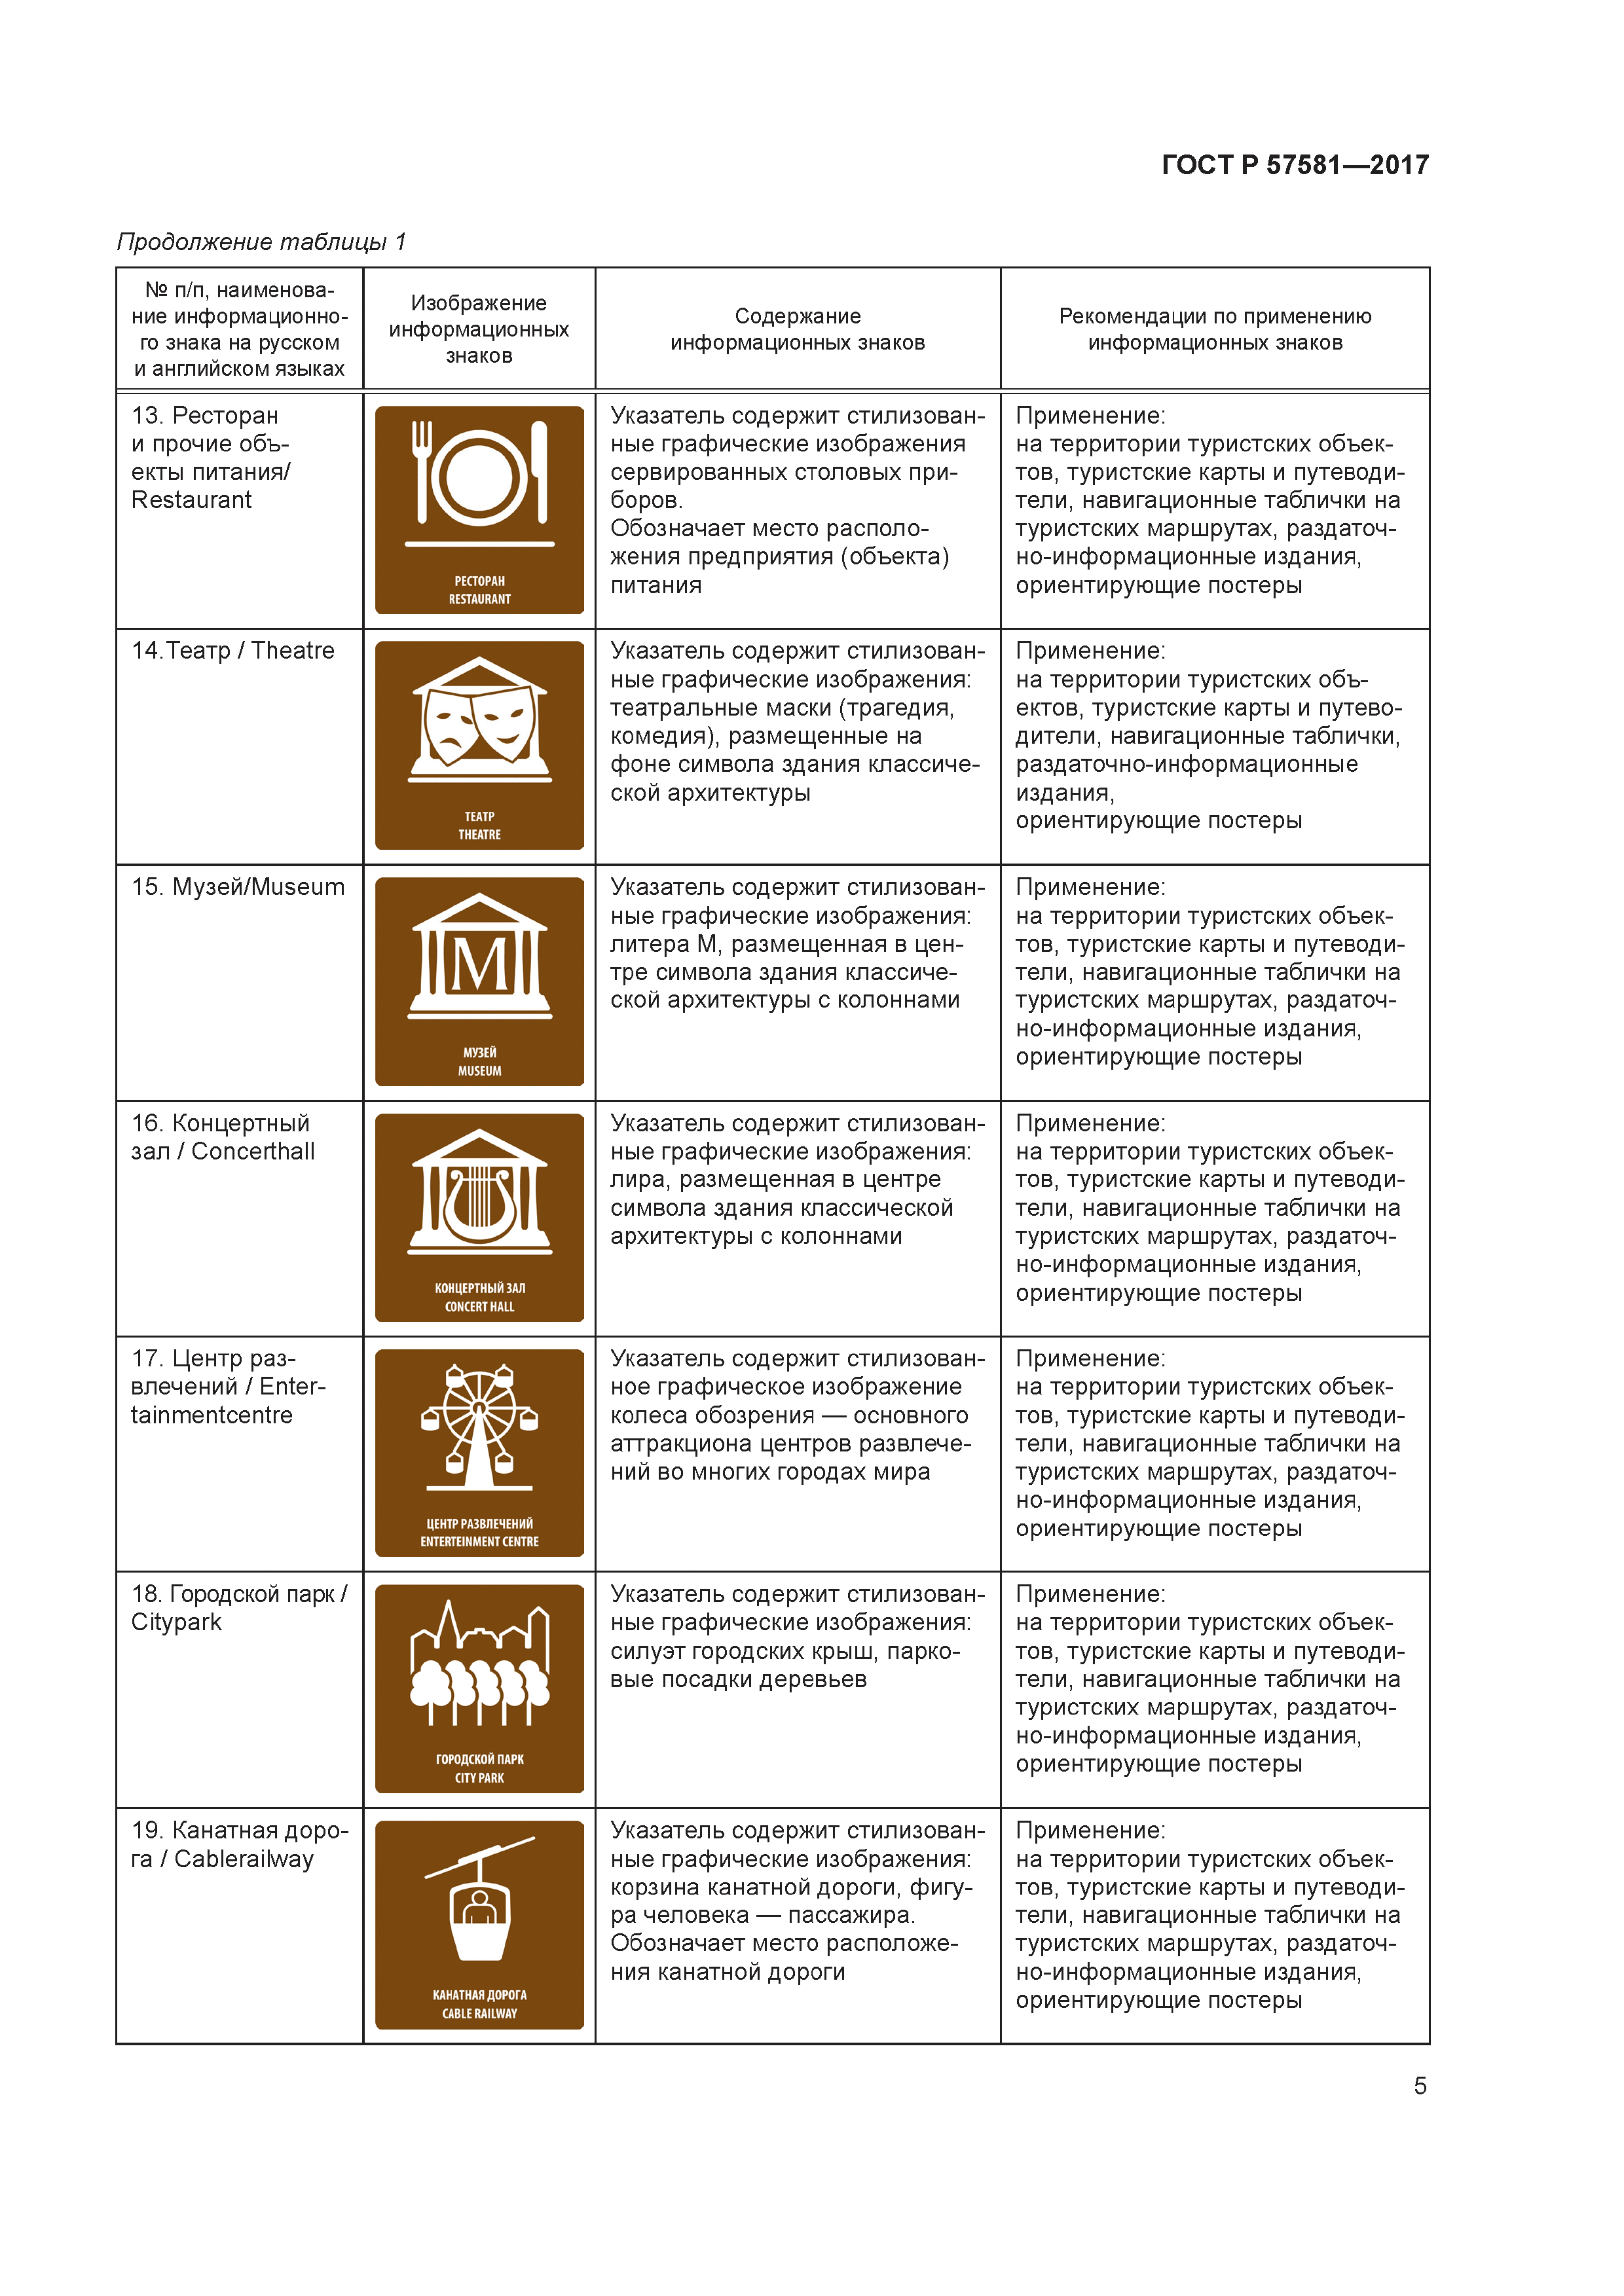 ГОСТ Р 57581—2017
Продолжение таблицы 1
№ п/п, наименова-
ние информационно-
го знака на русском
и английском языках
Изображение
информационных
знаков
Содержание
информационных знаков
Рекомендации по применению
информационных знаков
13. Ресторан
и прочие объ-
екты питания/
Restaurant
РЕСТОРАН
RESTAURANT
Указатель содержит стилизован-
ные графические изображения
сервированных столовых при-
боров.
Обозначает место располо-
жения предприятия (объекта)
питания
Применение:
на территории туристских объек-
тов, туристские карты и путеводи-
тели, навигационные таблички на
туристских маршрутах, раздаточ-
но-информационные издания,
ориентирующие постеры
14.Театр / Theatre
ТЕАТР
THEATRE
Указатель содержит стилизован-
ные графические изображения:
театральные маски (трагедия,
комедия), размещенные на
фоне символа здания классиче-
ской архитектуры
Применение:
на территории туристских объ-
ектов, туристские карты и путево-
дители, навигационные таблички,
раздаточно-информационные
издания,
ориентирующие постеры
15. Музей/Museum
М
МУЗЕЙ
MUSEUM
Указатель содержит стилизован-
ные графические изображения:
литера М, размещенная в цен-
тре символа здания классиче-
ской архитектуры с колоннами
Применение:
на территории туристских объек-
тов, туристские карты и путеводи-
тели, навигационные таблички на
туристских маршрутах, раздаточ-
но-информационные издания,
ориентирующие постеры
16. Концертный
зал / Concerthall
КОНЦЕРТНЫЙ ЗАЛ
CONCERT HALL
Указатель содержит стилизован-
ные графические изображения:
лира, размещенная в центре
символа здания классической
архитектуры с колоннами
Применение:
на территории туристских объек-
тов, туристские карты и путеводи-
тели, навигационные таблички на
туристских маршрутах, раздаточ-
но-информационные издания,
ориентирующие постеры
17. Центр раз-
влечений / Enter-
tainmentcentre
ЦЕНТР РАЗВЛЕЧЕНИЙ
ENTERTEINMENT CENTRE
Указатель содержит стилизован-
ное графическое изображение
колеса обозрения — основного
аттракциона центров развлече-
ний во многих городах мира
Применение:
на территории туристских объек-
тов, туристские карты и путеводи-
тели, навигационные таблички на
туристских маршрутах, раздаточ-
но-информационные издания,
ориентирующие постеры
18. Городской парк /
Citypark
ГОРОДСКОЙ ПАРК
CITY PARK
Указатель содержит стилизован-
ные графические изображения:
силуэт городских крыш, парко-
вые посадки деревьев
Применение:
на территории туристских объек-
тов, туристские карты и путеводи-
тели, навигационные таблички на
туристских маршрутах, раздаточ-
но-информационные издания,
ориентирующие постеры
19. Канатная доро-
га / Cablerailway
КАНАТНАЯ ДОРОГА
CABLE RAILWAY
Указатель содержит стилизован-
ные графические изображения:
корзина канатной дороги, фигу-
ра человека — пассажира.
Обозначает место расположе-
ния канатной дороги
Применение:
на территории туристских объек-
тов, туристские карты и путеводи-
тели, навигационные таблички на
туристских маршрутах, раздаточ-
но-информационные издания,
ориентирующие постеры
5